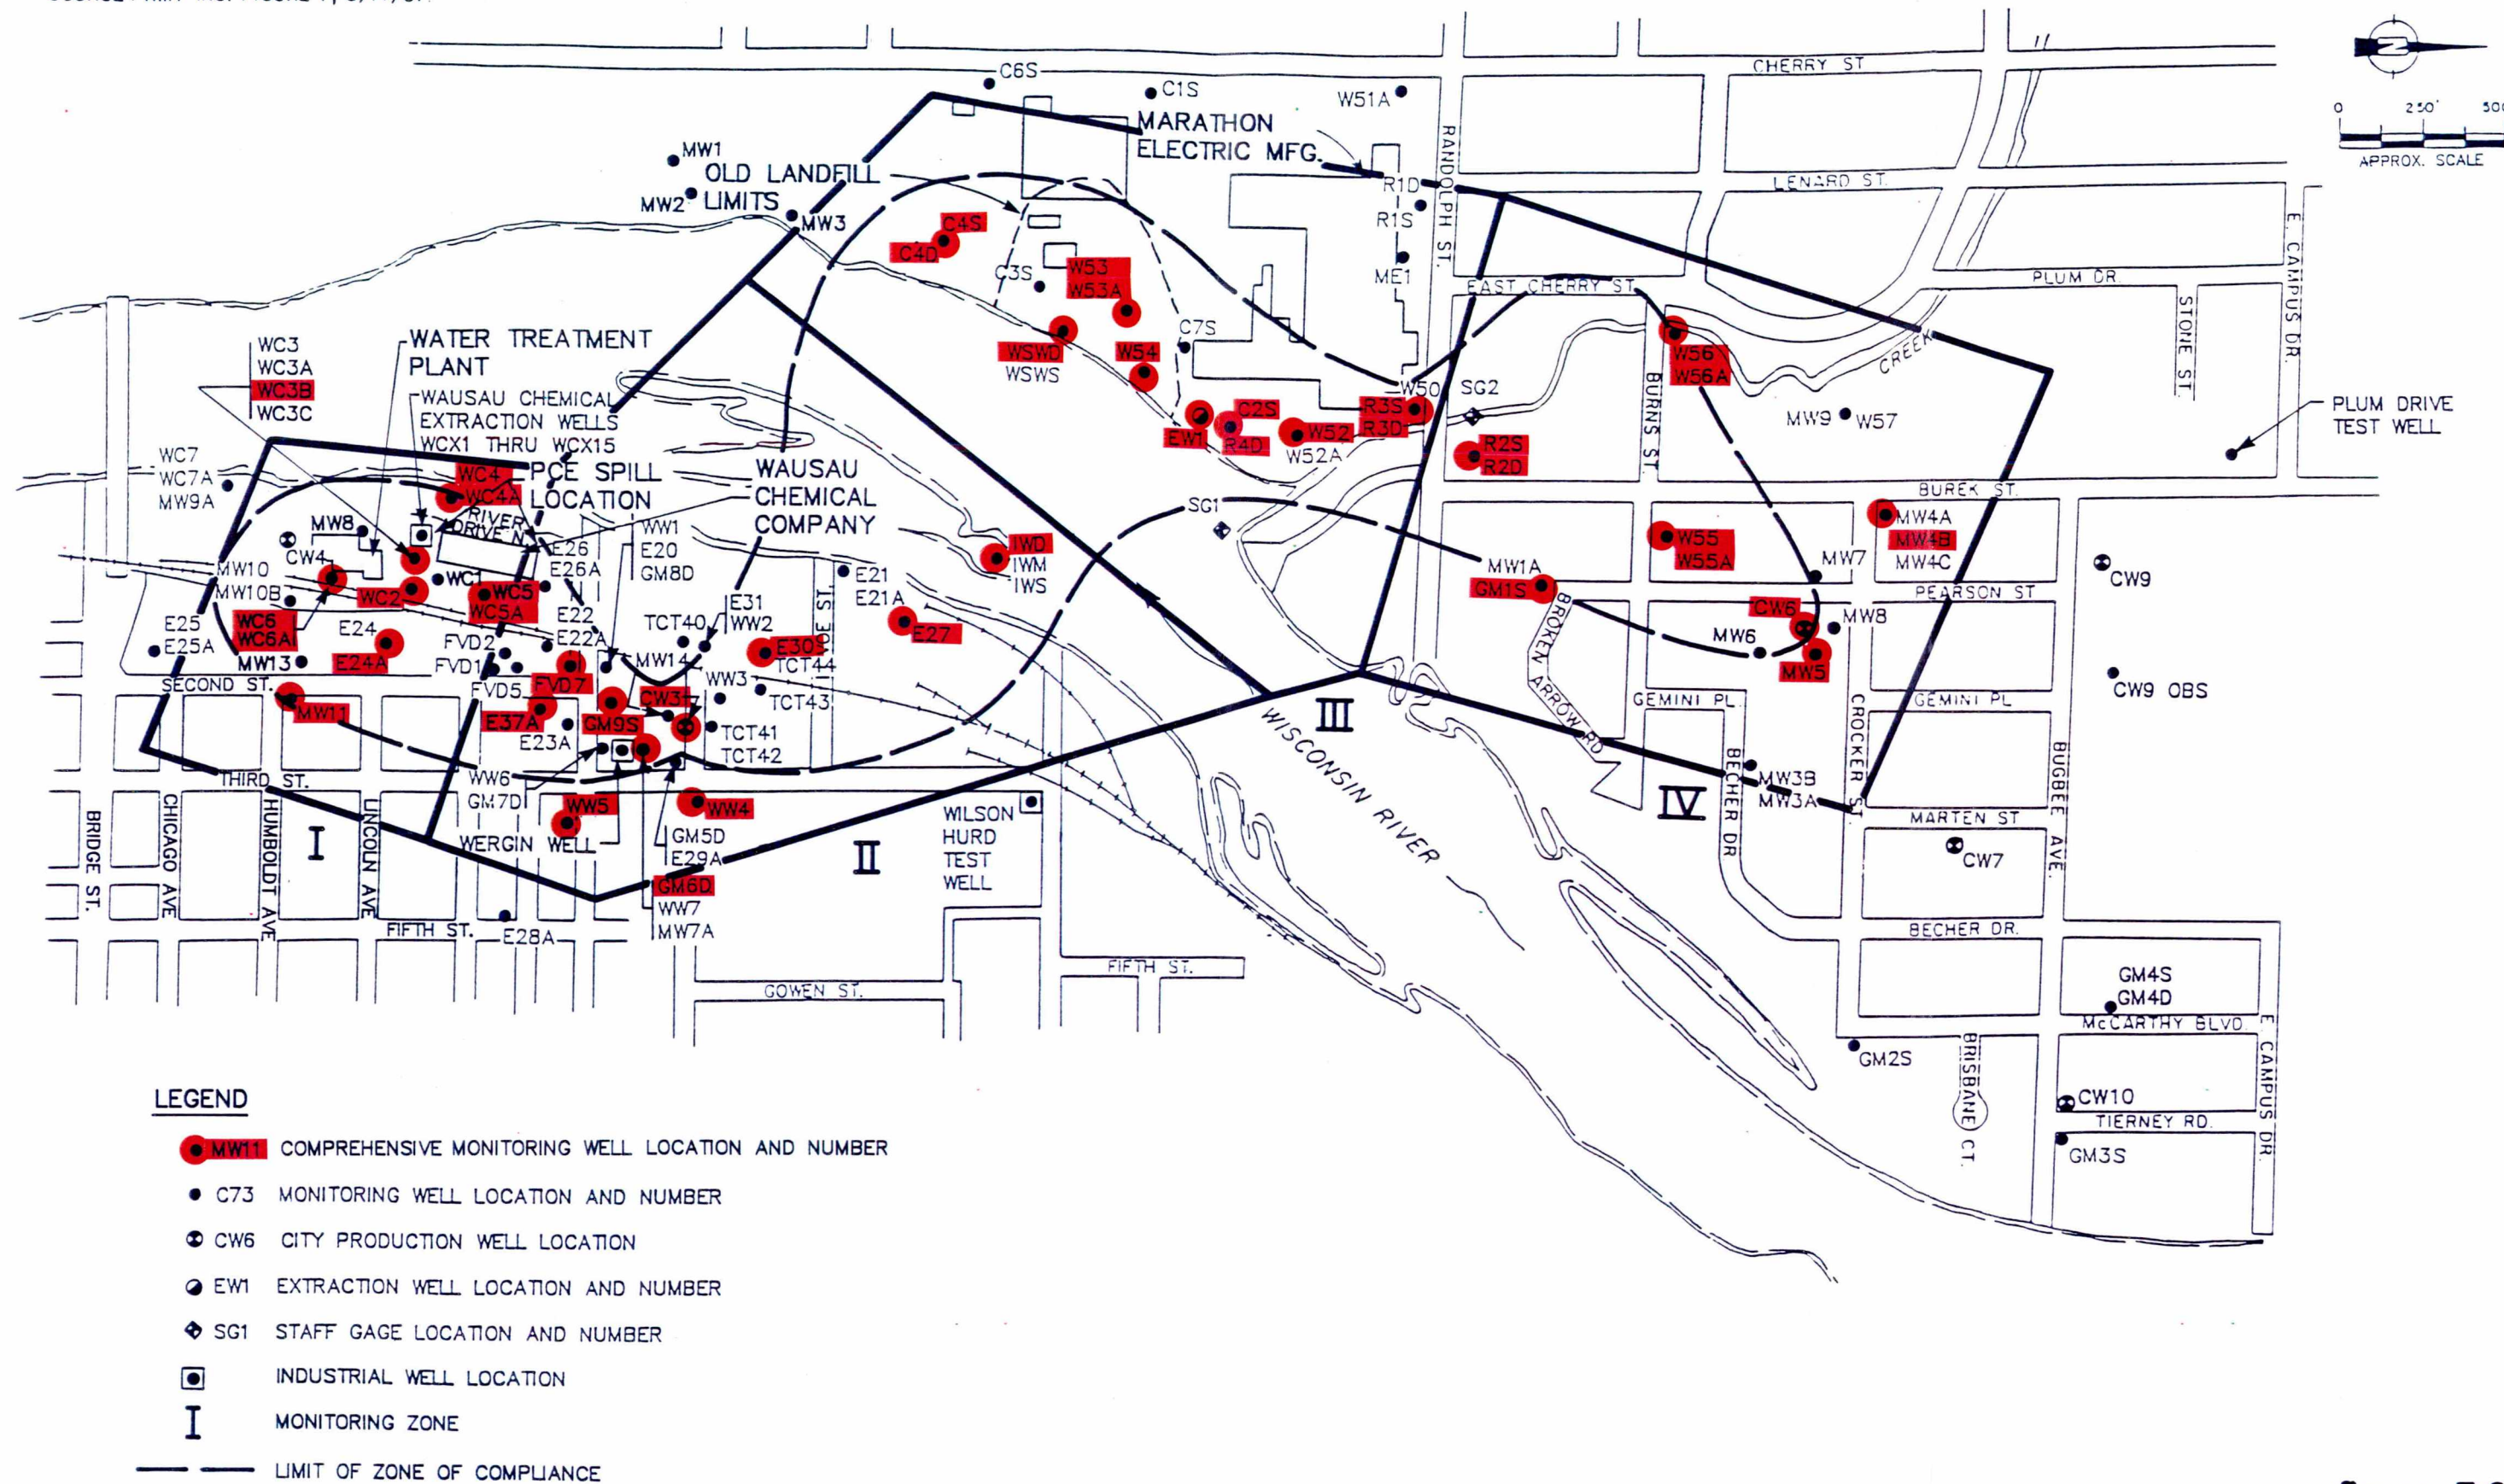 C6S
CHERRY ST
C1S
W51A
0 250'
APPROX. SCALE
MARATHON
ELECTRIC MFG.
MW1
OLD LANDFILL
LIMITS
MW2
MW3
R1D
R1S
ME1
RANDOLPH ST.
LENARD ST.
E. CAMPUS DR.
C4S
C4D
C3S
W53
W53A
EAST CHERRY ST.
PLUM DR.
STONE ST.
C7S
WSWD
WSWS
W54
W56
W56A
CREEK
WATER TREATMENT
PLANT
WC3
WC3A
WC3B
WC3C
WAUSAU CHEMICAL
EXTRACTION WELLS
WCX1 THRU WCX15
W50
SG2
BURNS ST.
MW9
W57
PLUM DRIVE
TEST WELL
EW1
C2S
R4D
W52
W52A
R3S
R3D
R2S
R2D
WC7
WC7A
MW9A
WC4
WC4A
PCE SPILL
LOCATION
WAUSAU
CHEMICAL
COMPANY
BUREK ST.
SG1
MW8
CW4
RIVER
DRIVE N.
WW1
E20
GM8D
E26
E26A
IWD
IWM
IWS
W55
W55A
MW4A
MW4B
MW4C
MW7
CW9
MW10
MW10B
WC1
WC2
WC5
WC5A
E21
E21A
MW1A
GM1S
PEARSON ST
WC6
WC6A
E25
E25A
E24
E24A
E22
E22A
FVD2
FVD1
TCT40
E31
WW2
E30
TCT44
E27
CW6
MW8
MW6
MW5
BROKEN ARROW RD
MW13
MW14
SECOND ST.
FVD5
FVD7
WW3
TCT43
CW9 OBS
MW11
E37A
GM9S
CW3
TCT41
TCT42
E23A
GEMINI PL.
GEMINI PL
CROCKER ST.
III
WISCONSIN RIVER
THIRD ST.
WW6
GM7D
WW5
WW4
WERGIN WELL
GM5D
E29A
GM6D
WW7
MW7A
WILSON
HURD
TEST
WELL
IV
BECHER DR
MW3B
MW3A
MARTEN ST
CW7
BUGBEE AVE.
BRIDGE ST.
CHICAGO AVE
HUMBOLDT AVE
LINCOLN AVE
I
II
FIFTH ST.
E28A
FIFTH ST.
GOWEN ST.
BECHER DR.
GM4S
GM4D
McCARTHY BLVD.
E. CAMPUS DR.
GM2S
BRISBANE CT.
CW10
TIERNEY RD.
GM3S
LEGEND
MW11 COMPREHENSIVE MONITORING WELL LOCATION AND NUMBER
C73 MONITORING WELL LOCATION AND NUMBER
CW6 CITY PRODUCTION WELL LOCATION
EW1 EXTRACTION WELL LOCATION AND NUMBER
SG1 STAFF GAGE LOCATION AND NUMBER
INDUSTRIAL WELL LOCATION
I MONITORING ZONE
LIMIT OF ZONE OF COMPLIANCE